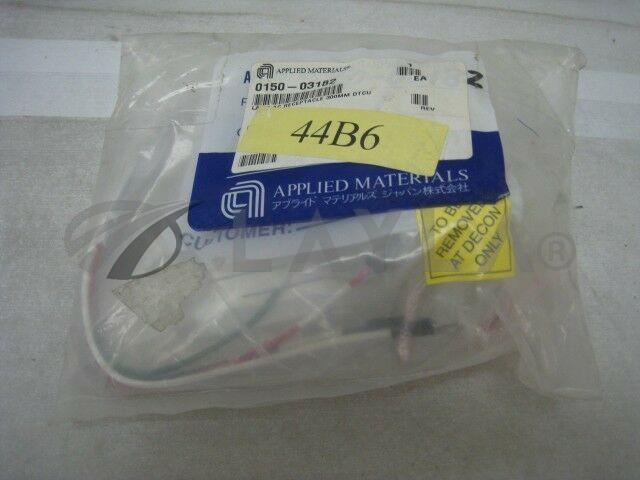 APPLIED MATERIALS
0150-03182
EA
RECEPTACLE 300MM DTCU
REV
44B6
APPLIED MATERIALS
アプライド マテリアルズ ジャパン株式会社
CUSTOMER:
TO BE
REMOVED
AT DECON
ONLY